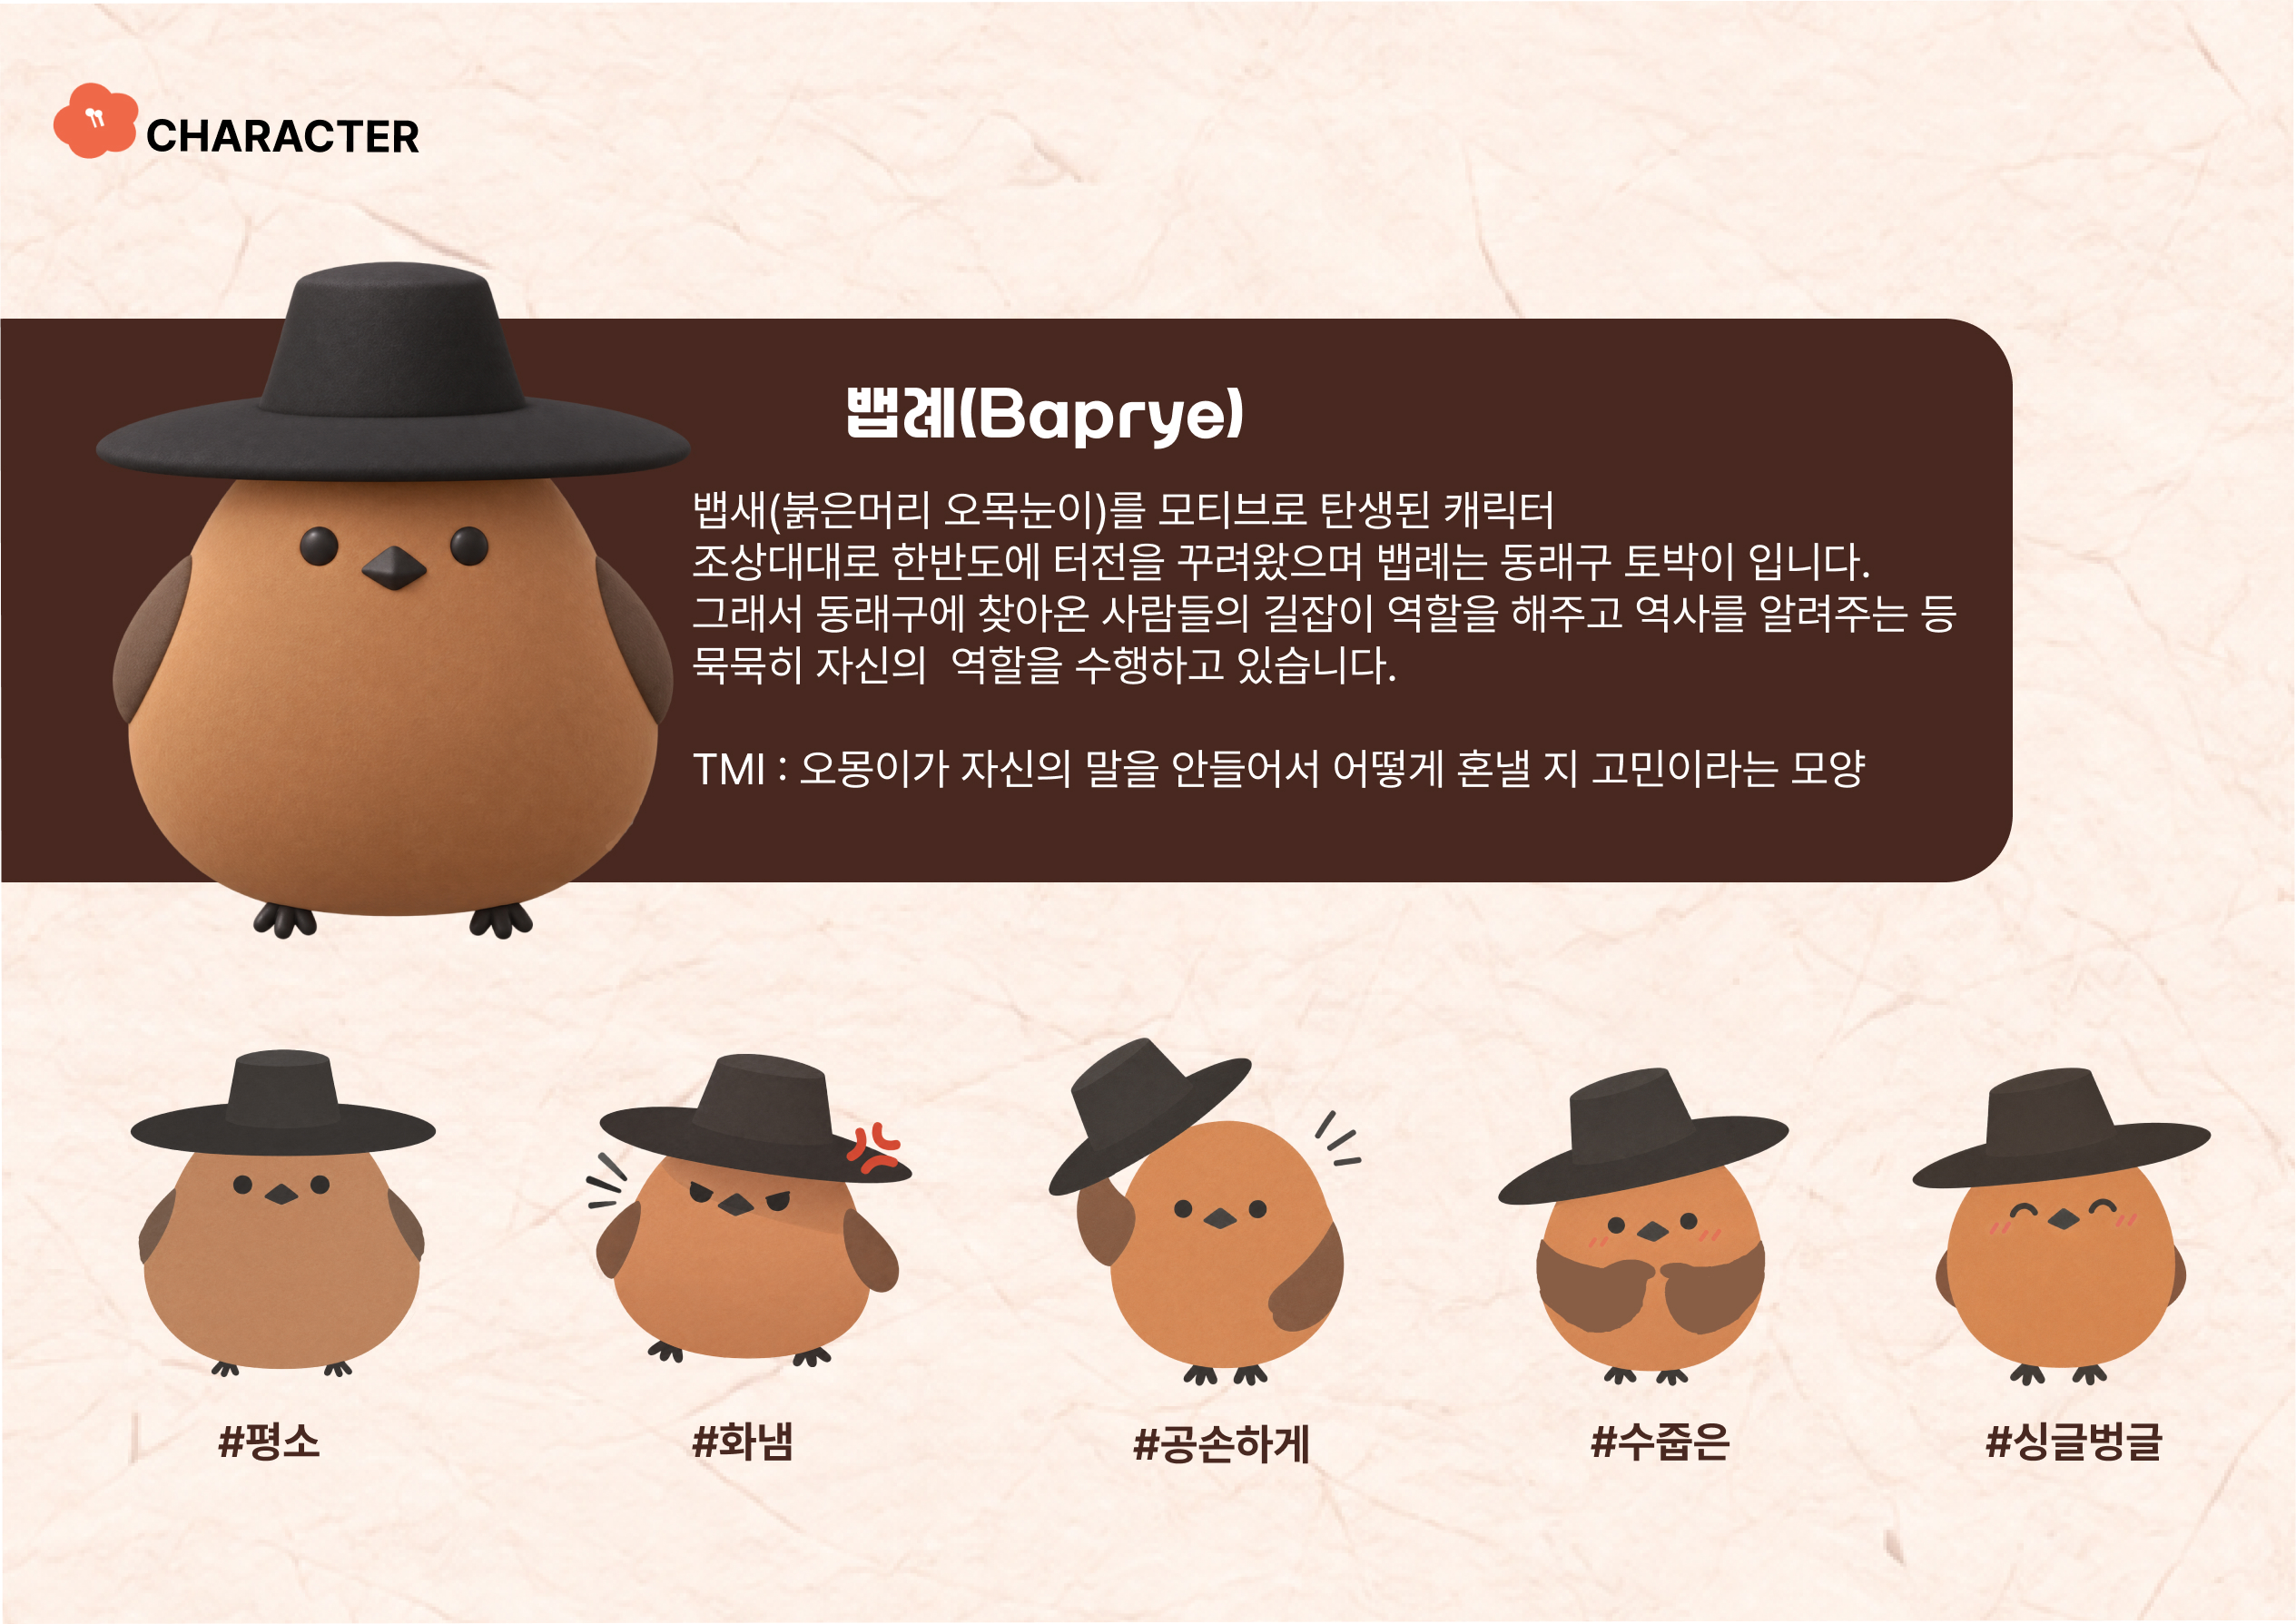 CHARACTER
뱁례(Baprye)
뱁새(붉은머리 오목눈이)를 모티브로 탄생된 캐릭터
조상대대로 한반도에 터전을 꾸려왔으며 뱁례는 동래구 토박이 입니다.
그래서 동래구에 찾아온 사람들의 길잡이 역할을 해주고 역사를 알려주는 등
묵묵히 자신의  역할을 수행하고 있습니다.
TMI : 오몽이가 자신의 말을 안들어서 어떻게 혼낼 지 고민이라는 모양
#평소
#화냄
#공손하게
#수줍은
#싱글벙글